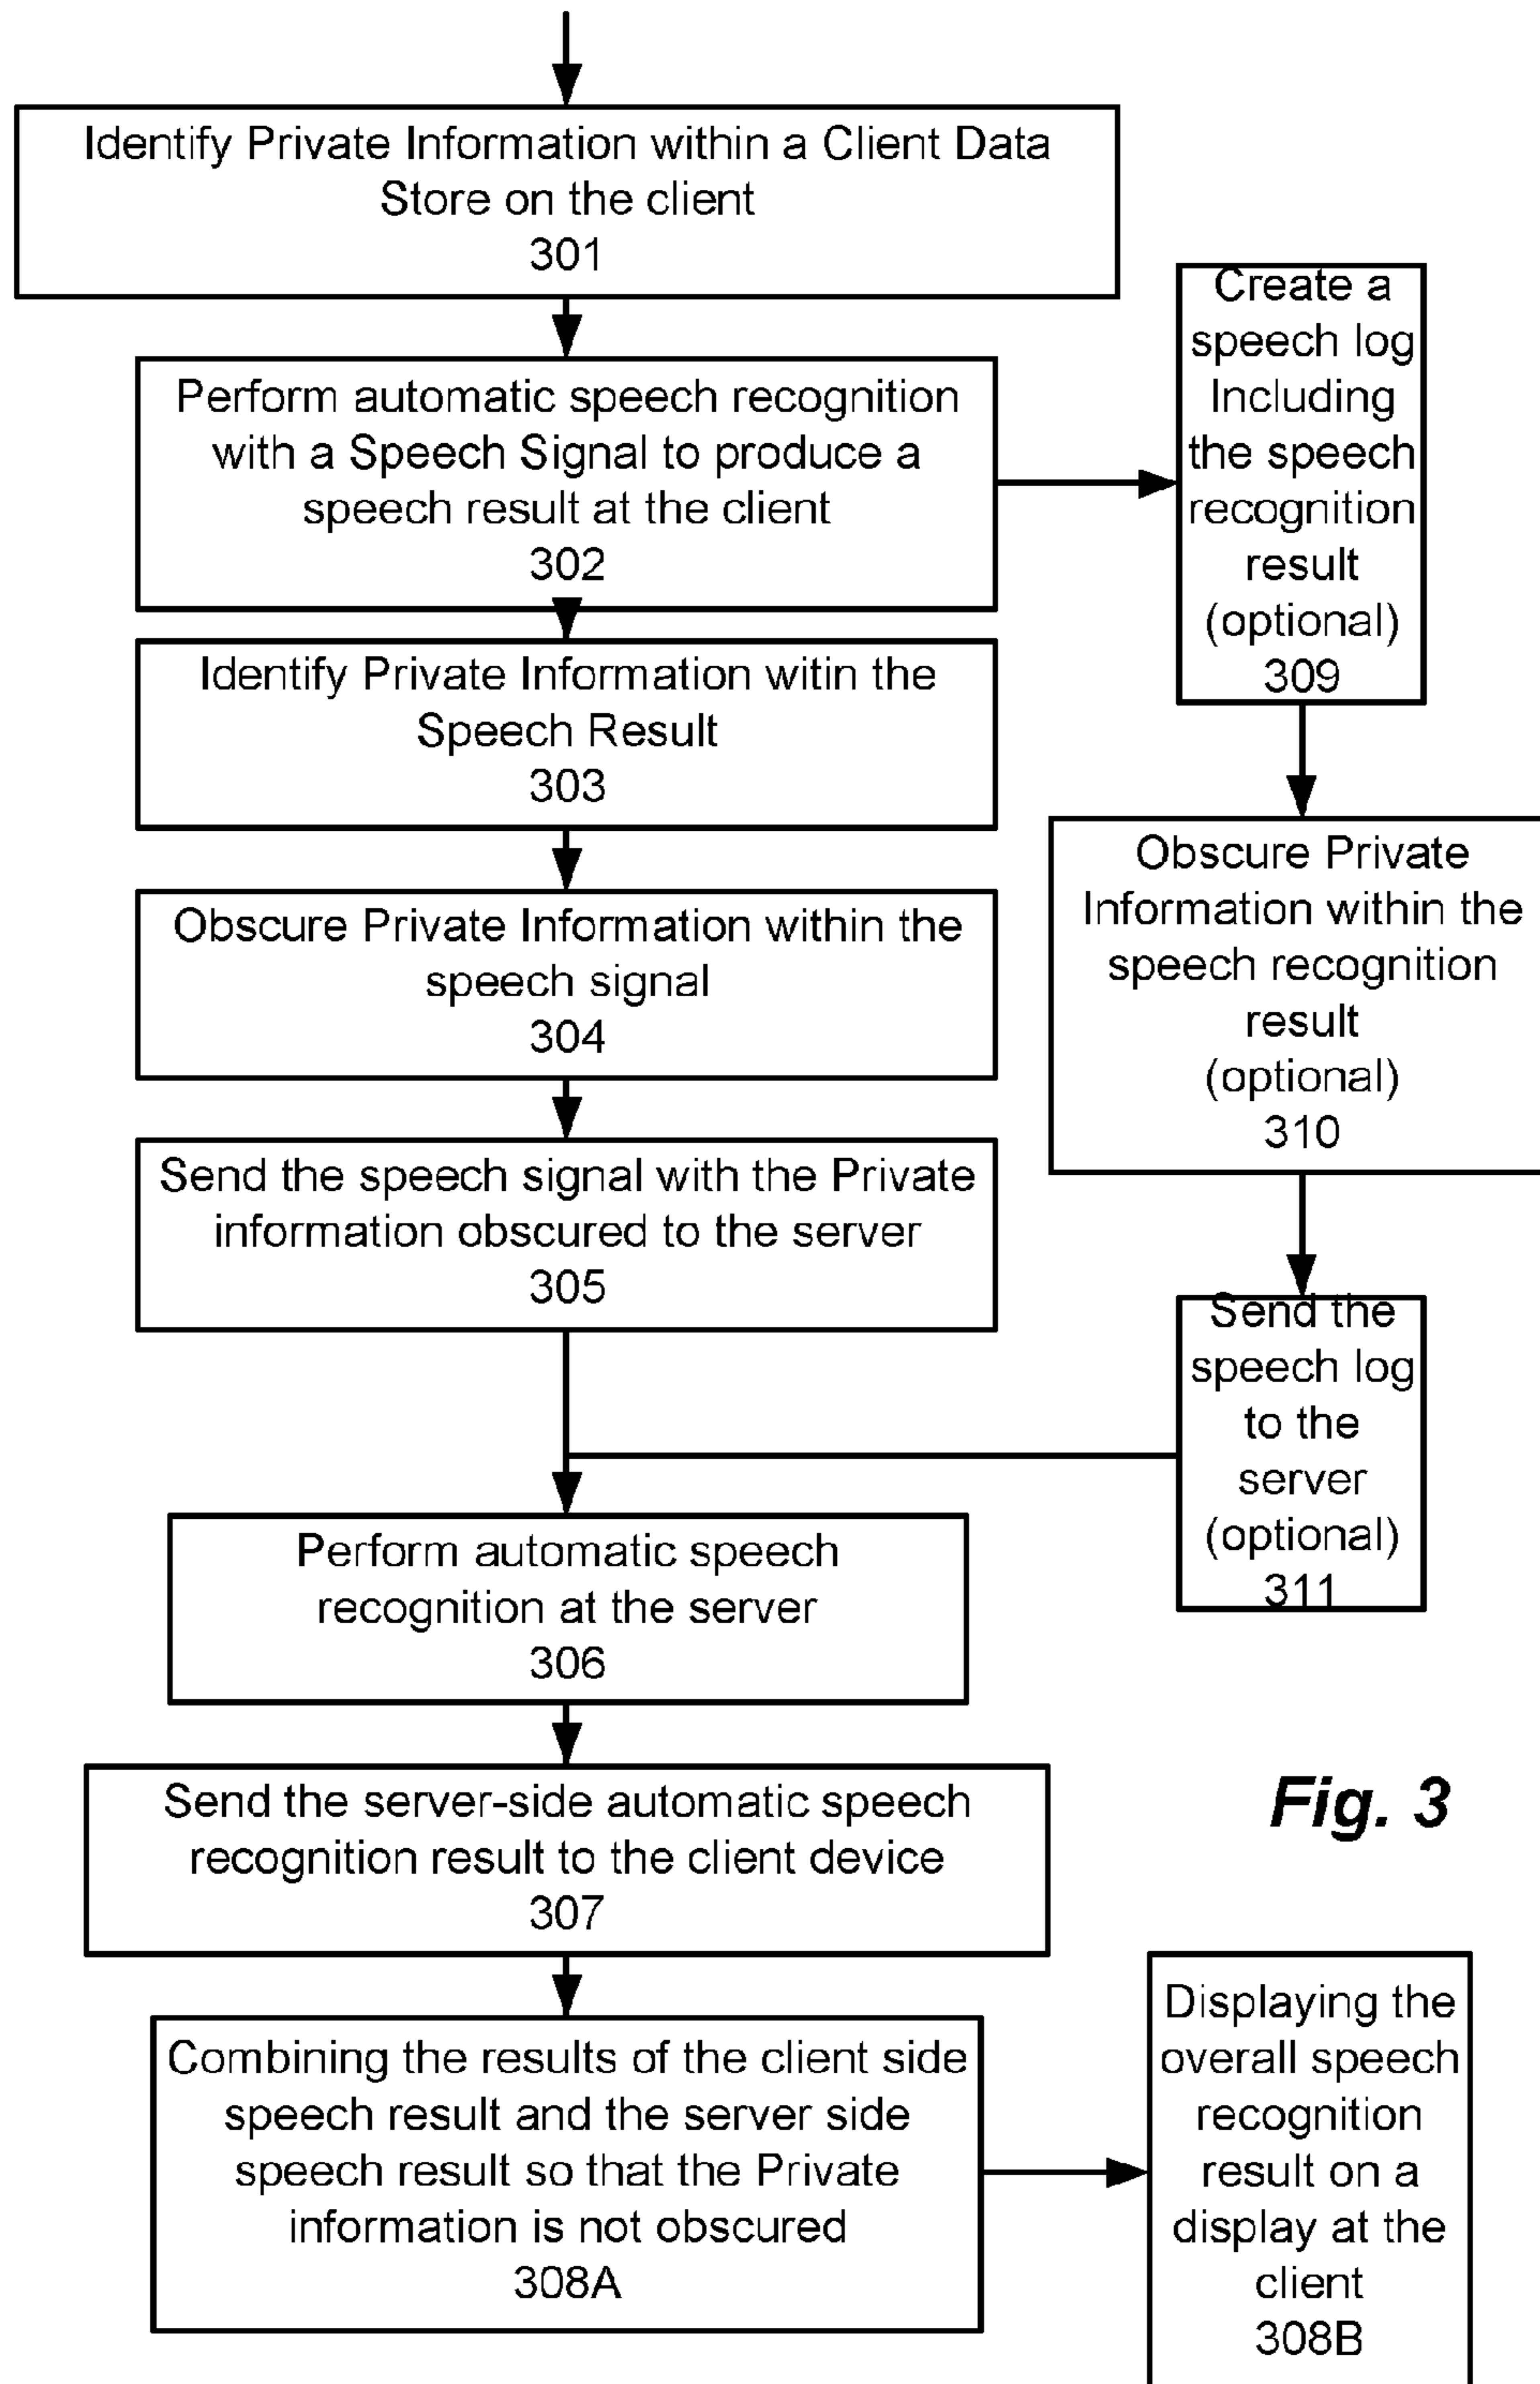 Identify Private Information within a Client Data
Store on the client
301
Perform automatic speech recognition
with a Speech Signal to produce a
speech result at the client
302
Identify Private Information witin the
Speech Result
303
Obscure Private Information within the
speech signal
304
Send the speech signal with the Private
information obscured to the server
305
Create a
speech log
Including
the speech
recognition
result
(optional)
309
Obscure Private
Information within the
speech recognition
result
(optional)
310
Send the
speech log
to the
server
(optional)
311
Perform automatic speech
recognition at the server
306
Send the server-side automatic speech
recognition result to the client device
307
Fig. 3
Combining the results of the client side
speech result and the server side
speech result so that the Private
information is not obscured
308A
Displaying the
overall speech
recognition
result on a
display at the
client
308B